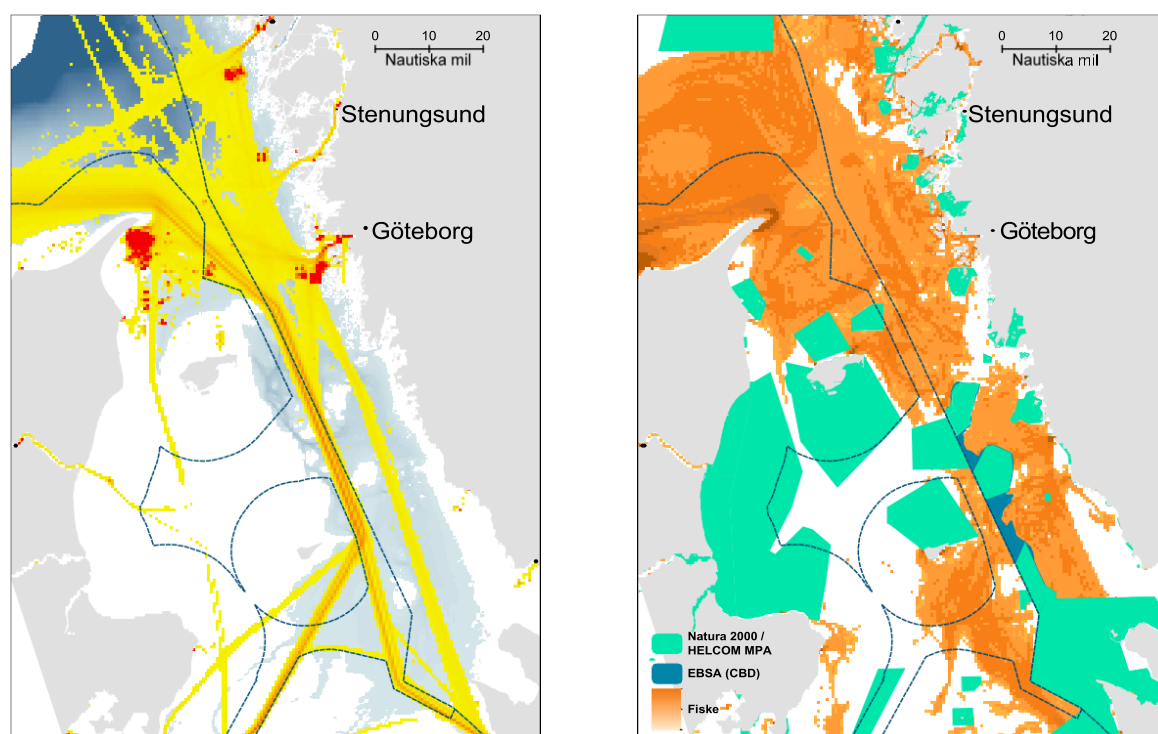 0 10 20
Nautiska mil
Stenungsund
Göteborg
0 10 20
Nautiska mil
Stenungsund
Göteborg
Natura 2000 /
HELCOM MPA
EBSA (CBD)
Fiske